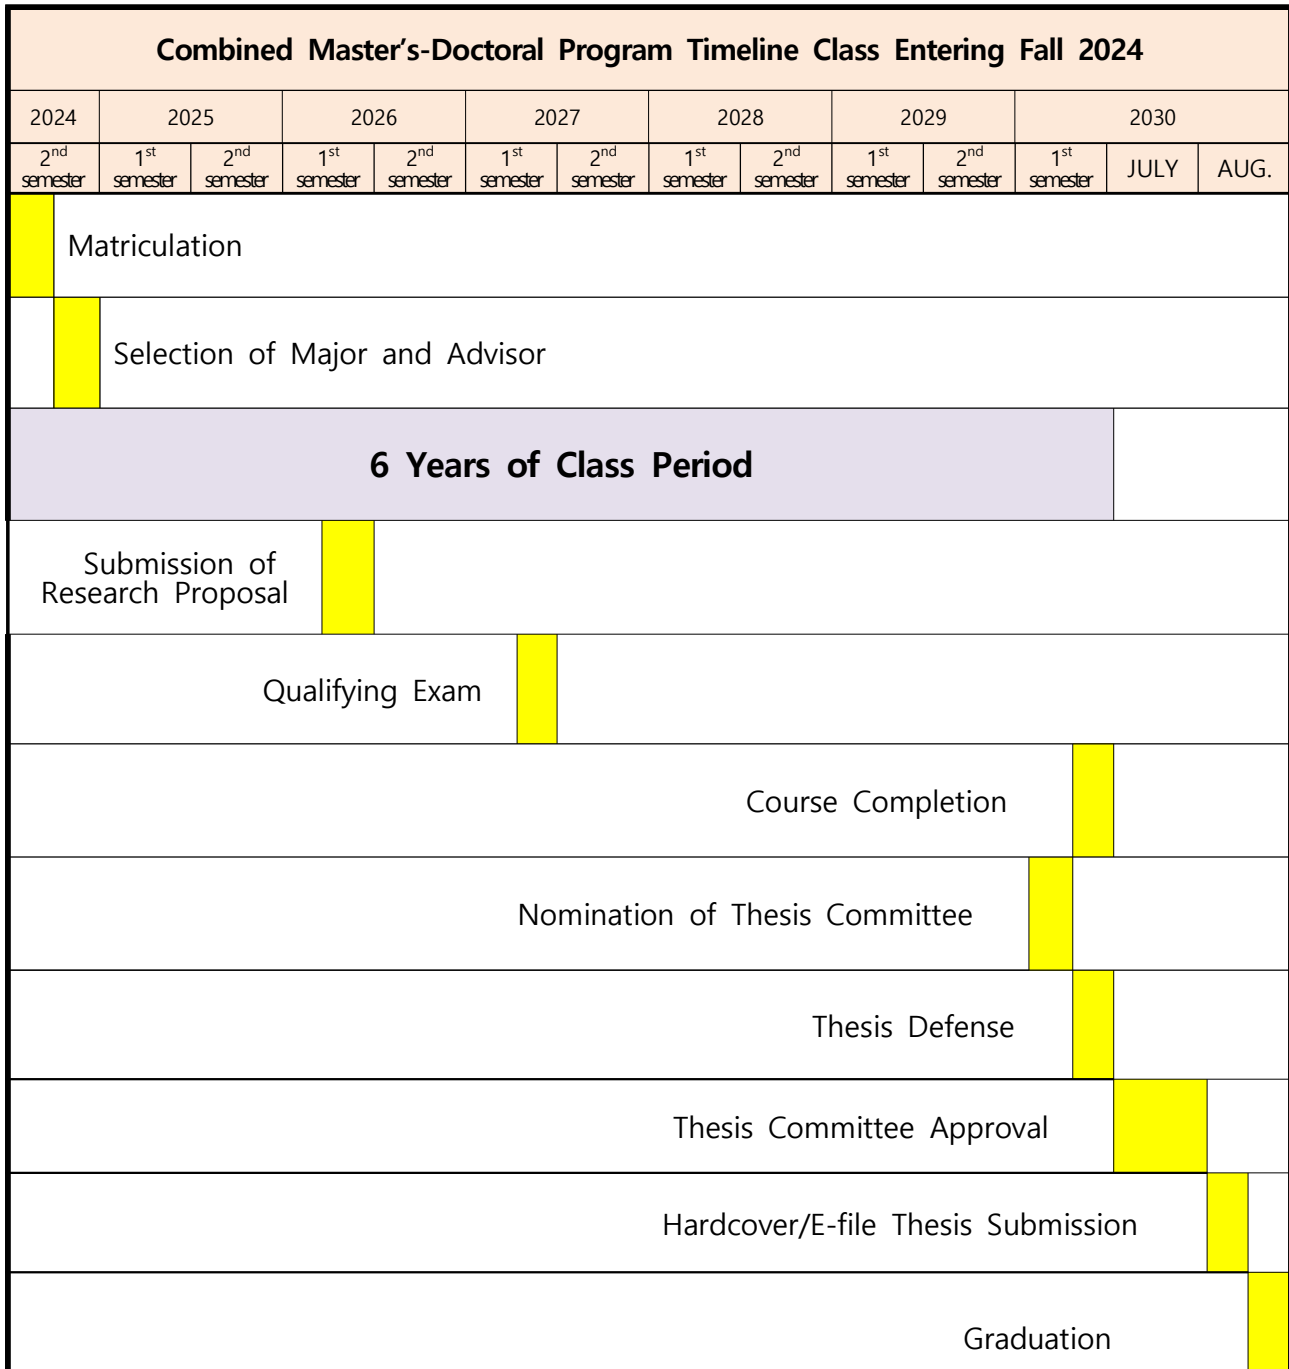 Combined Master's-Doctoral Program Timeline Class Entering Fall 2024
2024 2025 2026 2027 2028 2029 2030
2nd semester 1st semester 2nd semester 1st semester 2nd semester 1st semester 2nd semester 1st semester 2nd semester 1st semester 2nd semester 1st semester JULY AUG.
Matriculation
Selection of Major and Advisor
6 Years of Class Period
Submission of
Research Proposal
Qualifying Exam
Course Completion
Nomination of Thesis Committee
Thesis Defense
Thesis Committee Approval
Hardcover/E-file Thesis Submission
Graduation